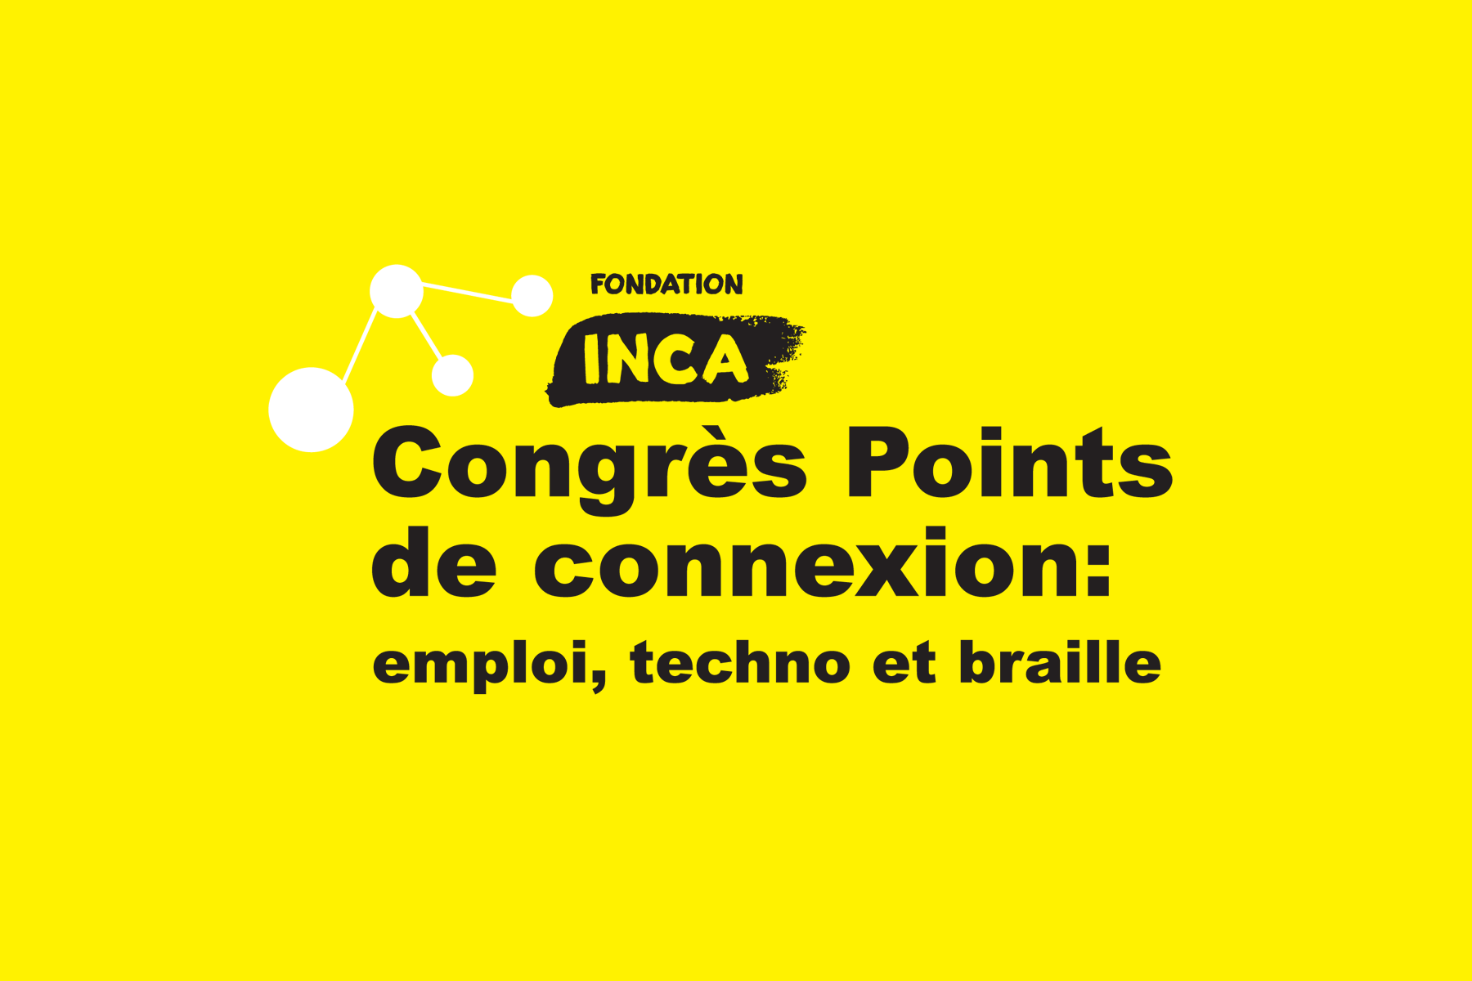 FONDATION
INCA
Congrès Points
de connexion:
emploi, techno et braille